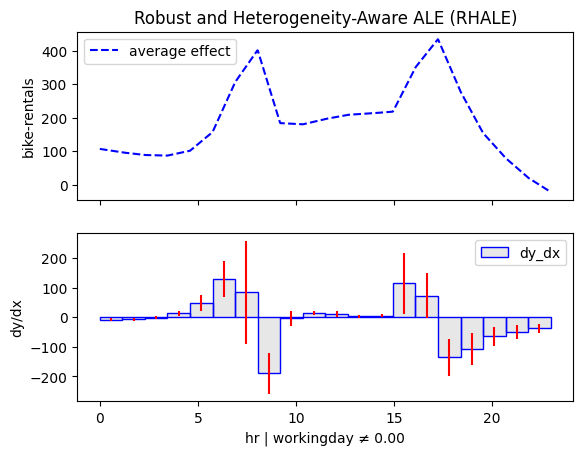 Robust and Heterogeneity-Aware ALE (RHALE)
average effect
bike-rentals
400
300
200
100
0
dy_dx
dy/dx
200
100
0
−100
−200
0
5
10
15
20
hr | workingday ≠ 0.00